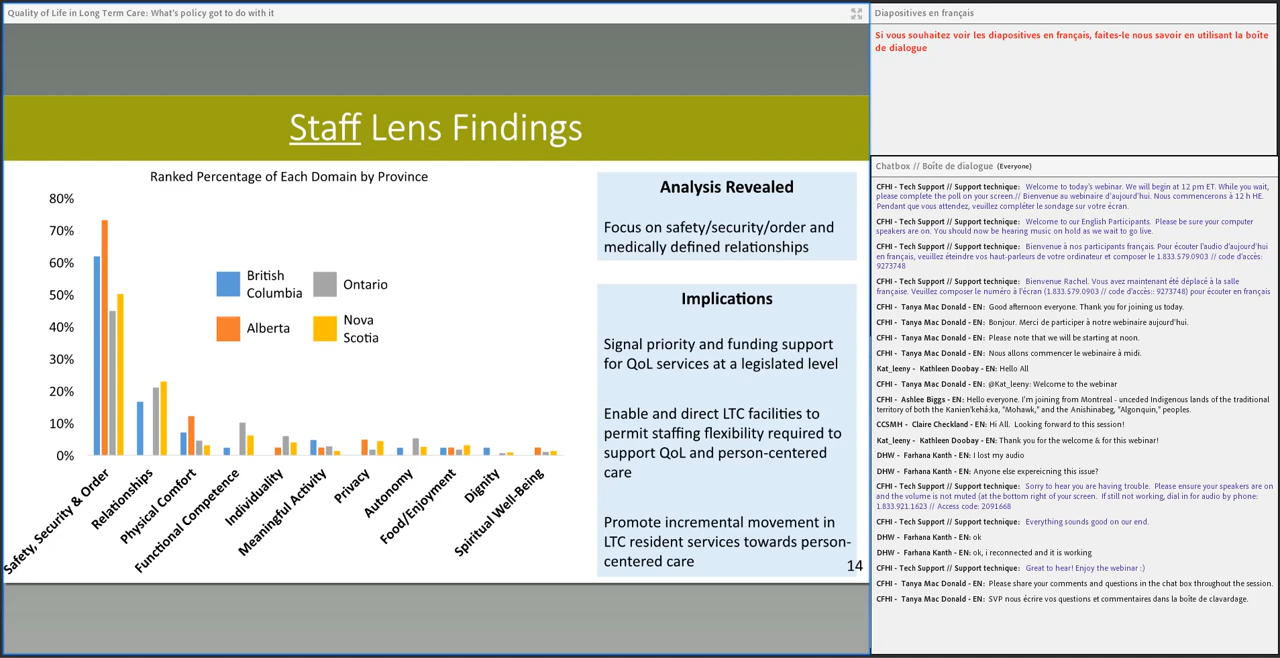 Quality of Life in Long Term Care: What's policy got to do with it
Staff Lens Findings
Ranked Percentage of Each Domain by Province
80%
70%
60%
50%
40%
30%
20%
10%
0%
British
Columbia
Ontario
Alberta
Nova
Scotia
Safety, Security & Order
Relationships
Physical Comfort
Functional Competence
Individuality
Meaningful Activity
Privacy
Autonomy
Food/Enjoyment
Dignity
Spiritual Well-Being
Analysis Revealed
Focus on safety/security/order and
medically defined relationships
Implications
Signal priority and funding support
for QoL services at a legislated level
Enable and direct LTC facilities to
permit staffing flexibility required to
support QoL and person-centered
care
Promote incremental movement in
LTC resident services towards person-
centered care
14
Diapositives en français
Si vous souhaitez voir les diapositives en français, faites-le nous savoir en utilisant la boîte
de dialogue
Chatbox // Boîte de dialogue (Everyone)
CFHI - Tech Support // Support technique: Welcome to today's webinar. We will begin at 12 pm ET. While you wait,
please complete the poll on your screen.// Bienvenue au webinaire d'aujourd'hui. Nous commencerons à 12 h HE.
Pendant que vous attendez, veuillez compléter le sondage sur votre écran.
CFHI - Tech Support // Support technique: Welcome to our English Participants. Please be sure your computer
speakers are on. You should now be hearing music on hold as we wait to go live.
CFHI - Tech Support // Support technique: Bienvenue à nos participants français. Pour écouter l'audio d'aujourd'hui
en français, veuillez éteindre vos haut-parleurs de votre ordinateur et composer le 1.833.579.0903 // code d'accès:
9273748
CFHI - Tech Support // Support technique: Bienvenue Rachel. Vous avez maintenant été déplacé à la salle
française. Veuillez composer le numéro à l'écran (1.833.579.0903 // code d'accès:: 9273748) pour écouter en français
CFHI - Tanya Mac Donald - EN: Good afternoon everyone. Thank you for joining us today.
CFHI - Tanya Mac Donald - EN: Bonjour. Merci de participer à notre webinaire aujourd'hui.
CFHI - Tanya Mac Donald - EN: Please note that we will be starting at noon.
CFHI - Tanya Mac Donald - EN: Nous allons commencer le webinaire à midi.
Kat_leeny - Kathleen Doobay - EN: Hello All
CFHI - Tanya Mac Donald - EN: @Kat_leeny: Welcome to the webinar
CFHI - Ashlee Biggs - EN: Hello everyone. I'm joining from Montreal - unceded Indigenous lands of the traditional
territory of both the Kanien'kehá:ka, "Mohawk," and the Anishinabeg, "Algonquin," peoples.
CCSMH - Claire Checkland - EN: Hi All. Looking forward to this session!
Kat_leeny - Kathleen Doobay - EN: Thank you for the welcome & for this webinar!
DHW - Farhana Kanth - EN: I lost my audio
DHW - Farhana Kanth - EN: Anyone else expereicning this issue?
CFHI - Tech Support // Support technique: Sorry to hear you are having trouble. Please ensure your speakers are on
and the volume is not muted (at the bottom right of your screen. If still not working, dial in for audio by phone:
1.833.921.1623 // Access code: 2091668
CFHI - Tech Support // Support technique: Everything sounds good on our end.
DHW - Farhana Kanth - EN: ok
DHW - Farhana Kanth - EN: ok, i reconnected and it is working
CFHI - Tech Support // Support technique: Great to hear! Enjoy the webinar :)
CFHI - Tanya Mac Donald - EN: Please share your comments and questions in the chat box throughout the session.
CFHI - Tanya Mac Donald - EN: SVP nous écrire vos questions et commentaires dans la boîte de clavardage.